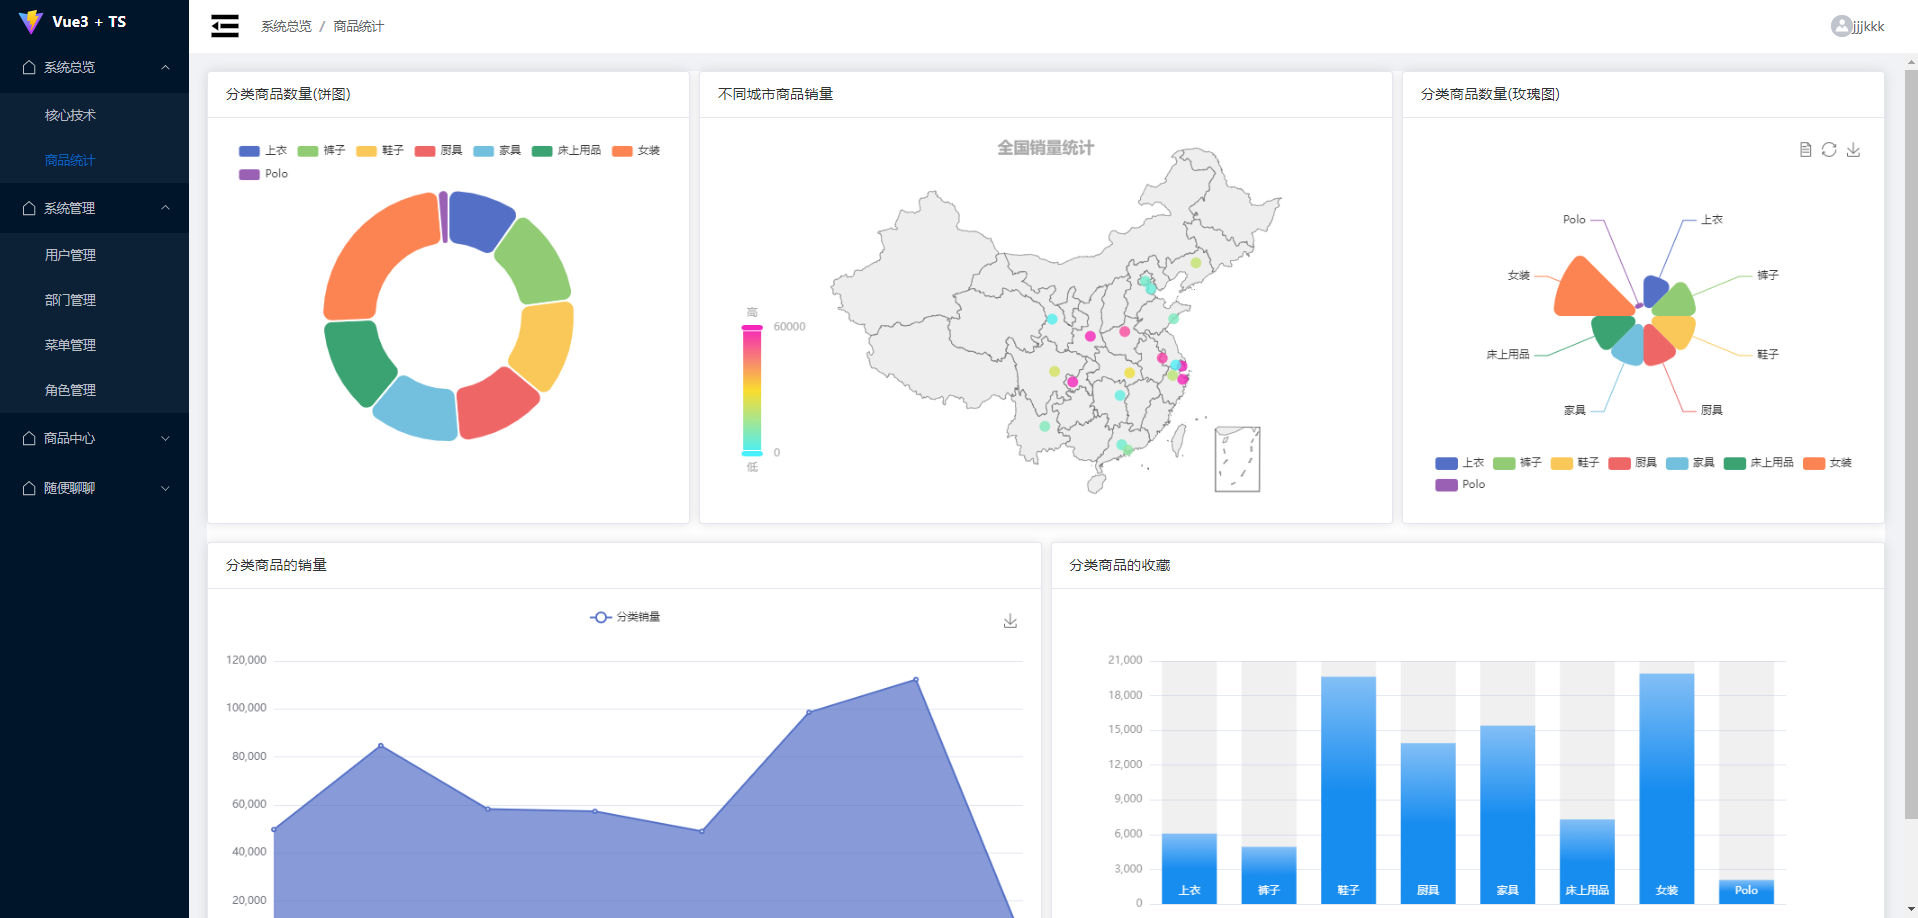 Vue3 + TS
系统总览
核心技术
商品统计
系统管理
用户管理
部门管理
菜单管理
角色管理
商品中心
随便聊聊
系统总览 / 商品统计
jjjkkk
分类商品数量(饼图)
上衣 裤子 鞋子 厨具 家具 床上用品 女装
Polo
不同城市商品销量
全国销量统计
高
60000
0
低
分类商品数量(玫瑰图)
Polo 上衣
女装 裤子
床上用品 鞋子
家具 厨具
上衣 裤子 鞋子 厨具 家具 床上用品 女装
Polo
分类商品的销量
分类销量
120,000
100,000
80,000
60,000
40,000
20,000
分类商品的收藏
21,000
18,000
15,000
12,000
9,000
6,000
3,000
0
上衣 裤子 鞋子 厨具 家具 床上用品 女装 Polo